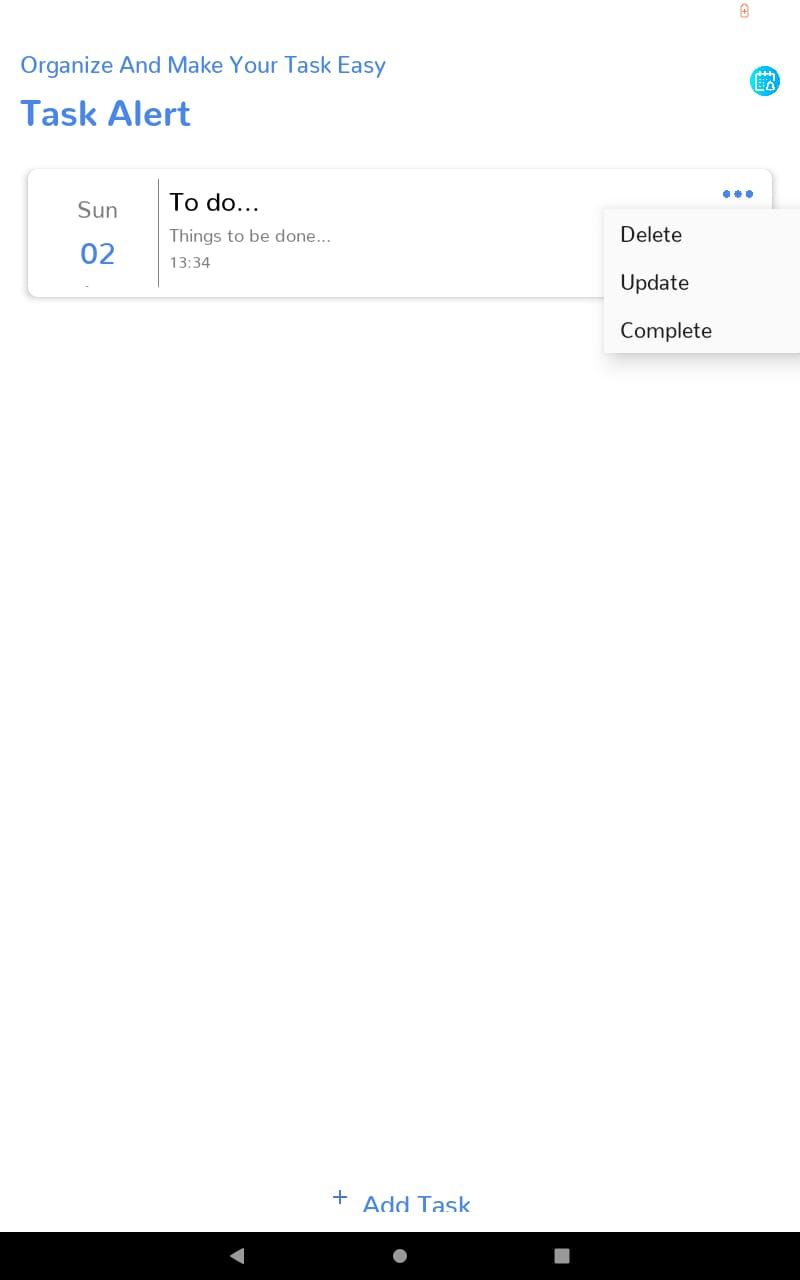 Organize And Make Your Task Easy
Task Alert
Sun
02
To do...
Things to be done...
13:34
Delete
Update
Complete
+ Add Task